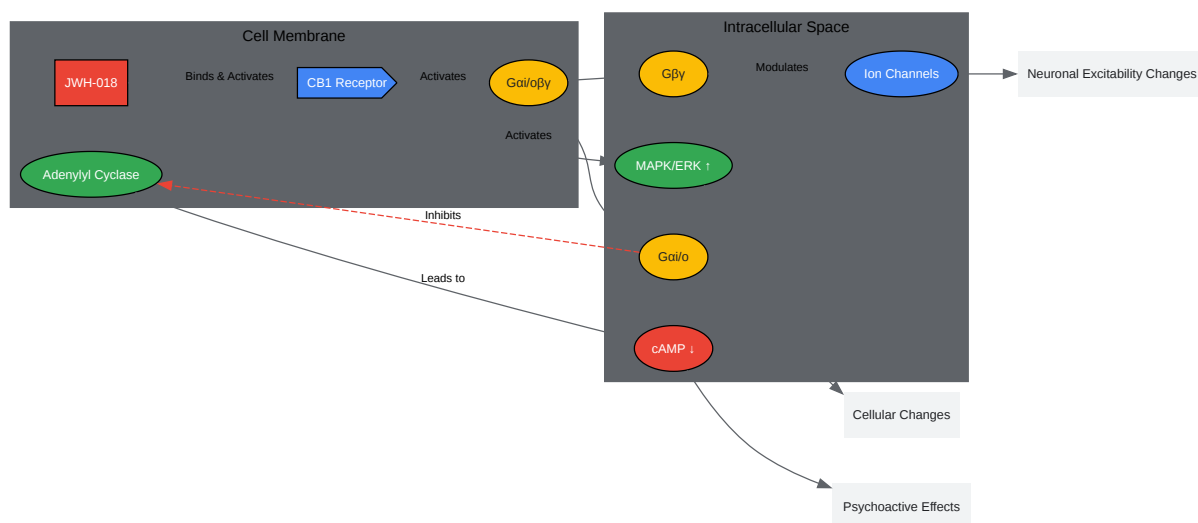 Cell Membrane
JWH-018
Binds & Activates
CB1 Receptor
Activates
Gαi/oβγ
Activates
Adenylyl Cyclase
Intracellular Space
Gβγ
Modulates
Ion Channels
Neuronal Excitability Changes
MAPK/ERK ↑
Inhibits
Gαi/o
Leads to
cAMP ↓
Cellular Changes
Psychoactive Effects